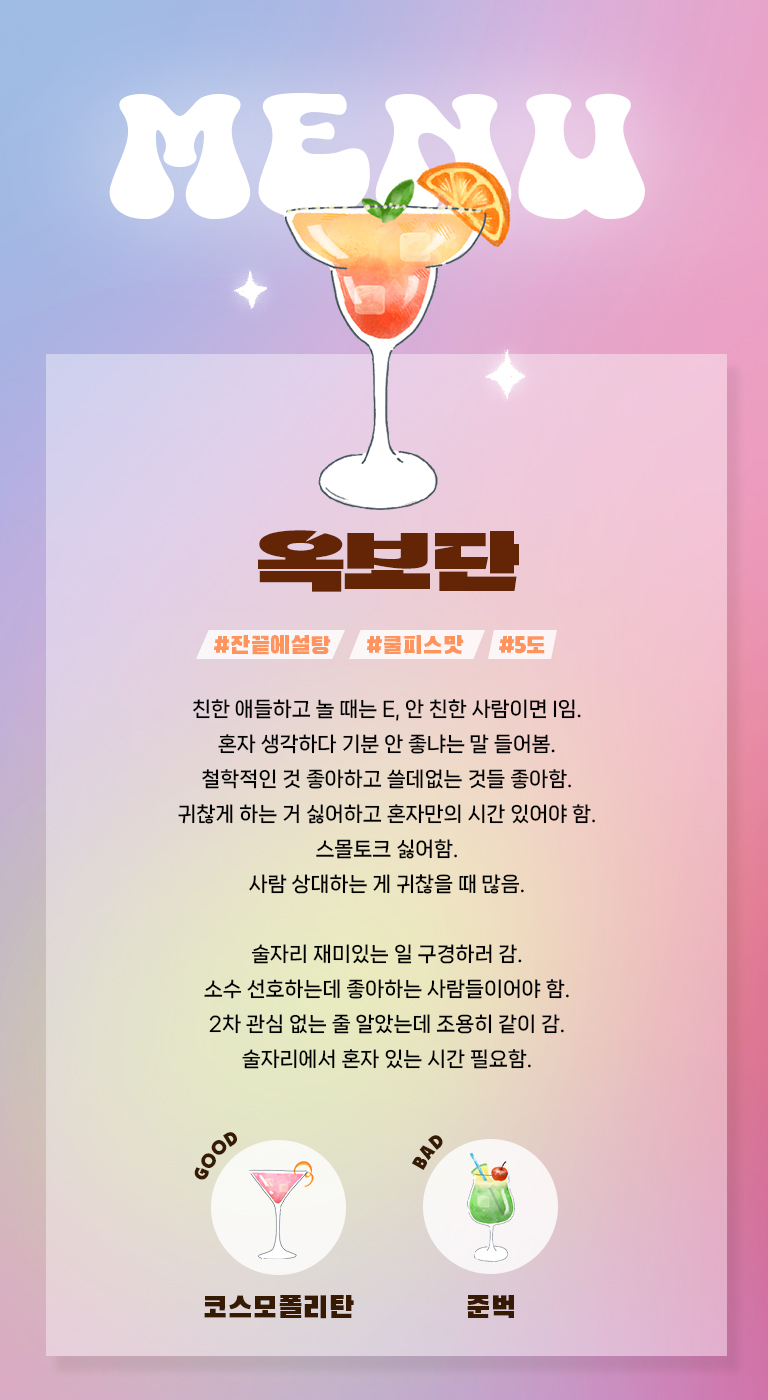 MENU
옥보단
#잔끝에설탕 #쿨피스맛 #5도
친한 애들하고 놀 때는 E, 안 친한 사람이면 I임.
혼자 생각하다 기분 안 좋냐는 말 들어봄.
철학적인 것 좋아하고 쓸데없는 것들 좋아함.
귀찮게 하는 거 싫어하고 혼자만의 시간 있어야 함.
스몰토크 싫어함.
사람 상대하는 게 귀찮을 때 많음.
술자리 재미있는 일 구경하러 감.
소수 선호하는데 좋아하는 사람들이어야 함.
2차 관심 없는 줄 알았는데 조용히 같이 감.
술자리에서 혼자 있는 시간 필요함.
GOOD BAD
코스모폴리탄 준벅